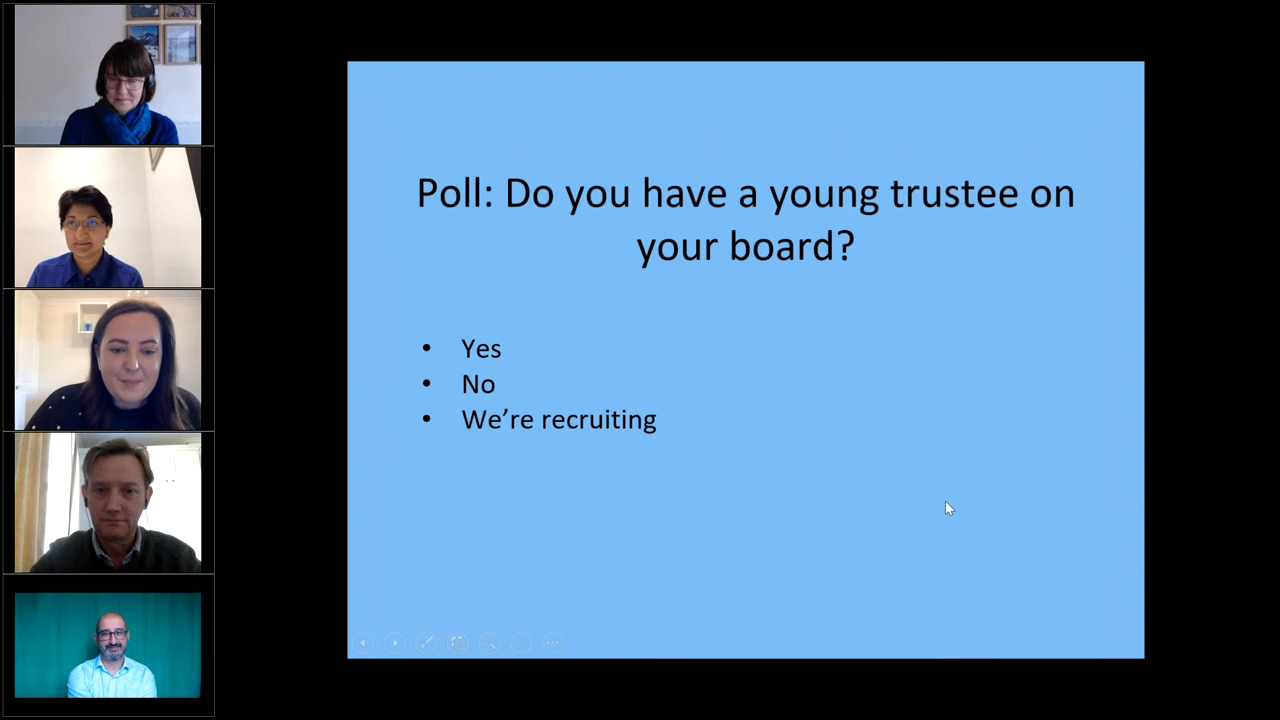 Poll: Do you have a young trustee on
your board?
• Yes
• No
• We're recruiting